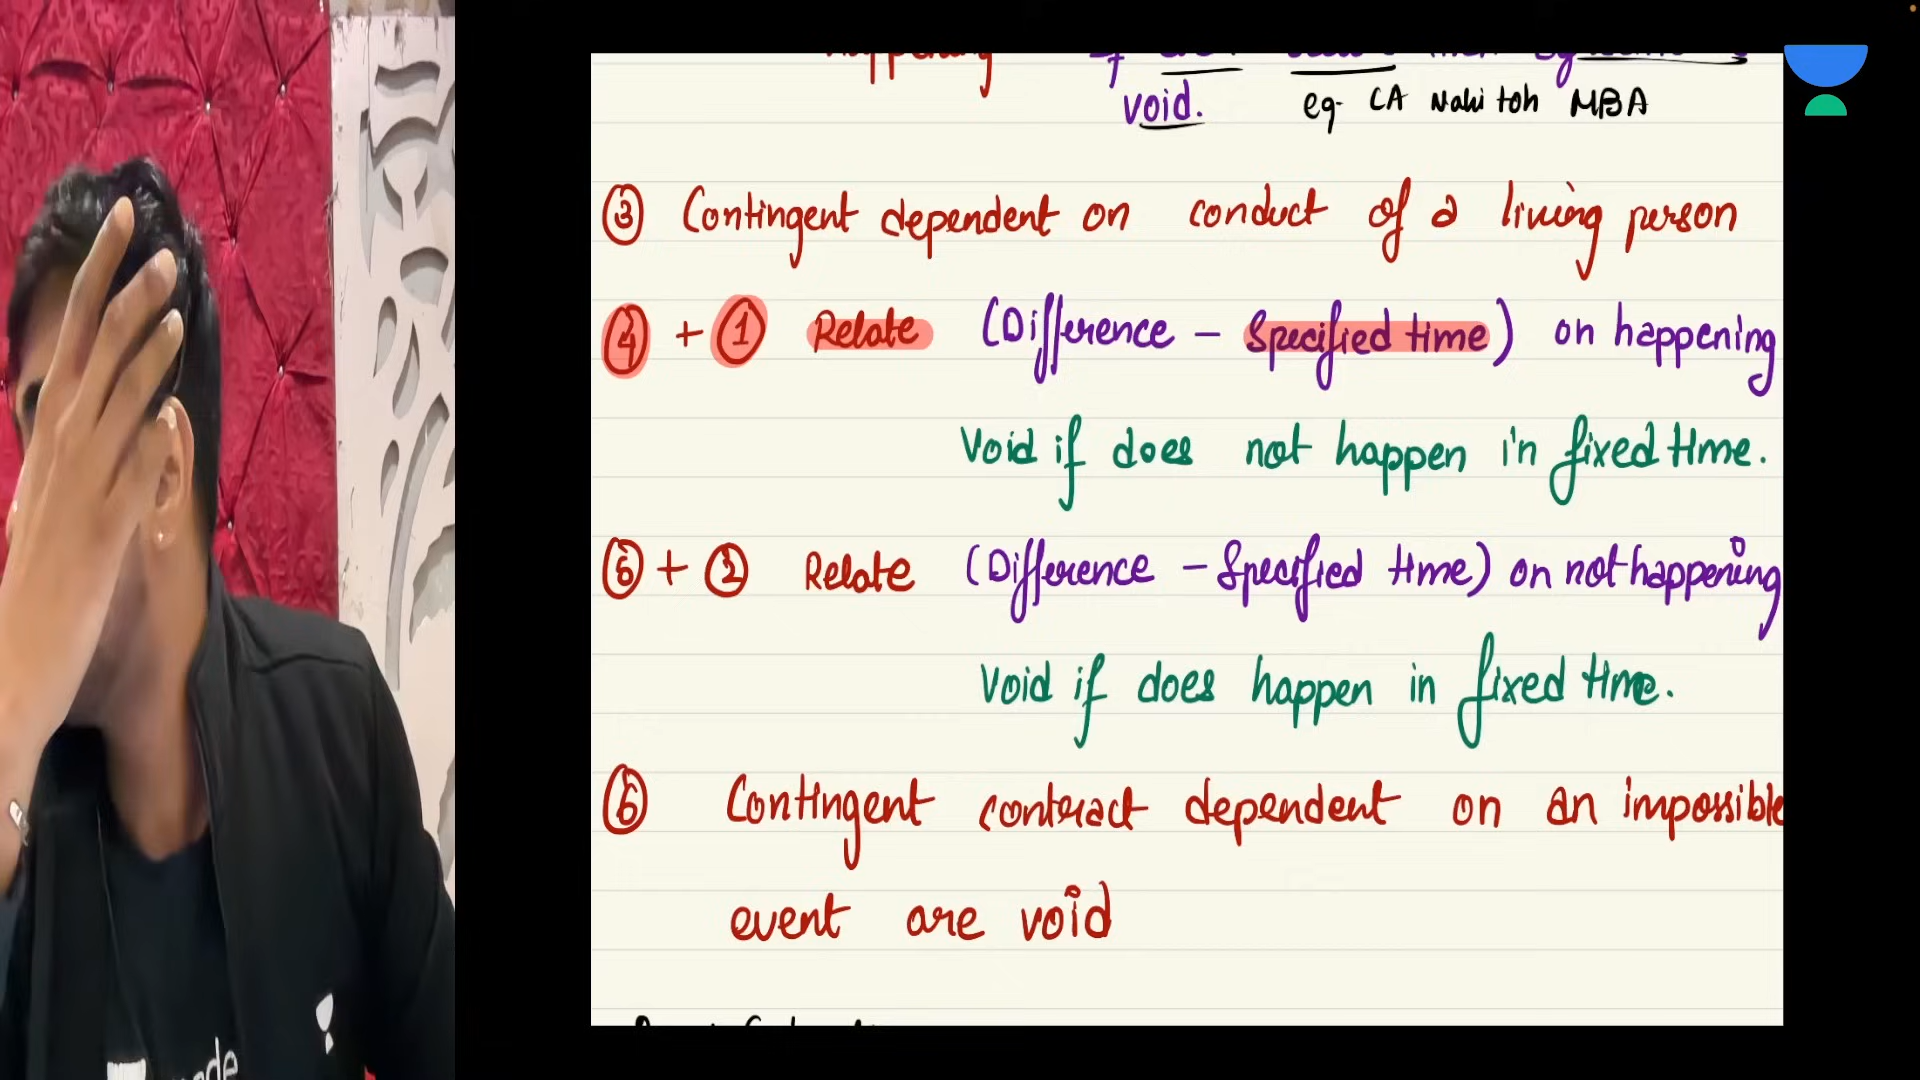 happening If
void. eg- CA Nahi toh MBA
③ Contingent dependent on conduct of a living person
④ + ① Relate (Difference - Specified time) on happening
Void if does not happen in fixed time.
⑤ + ② Relate (Difference - Specified time) on not happening
Void if does happen in fixed time.
⑥ Contingent contract dependent on an impossible
event are void